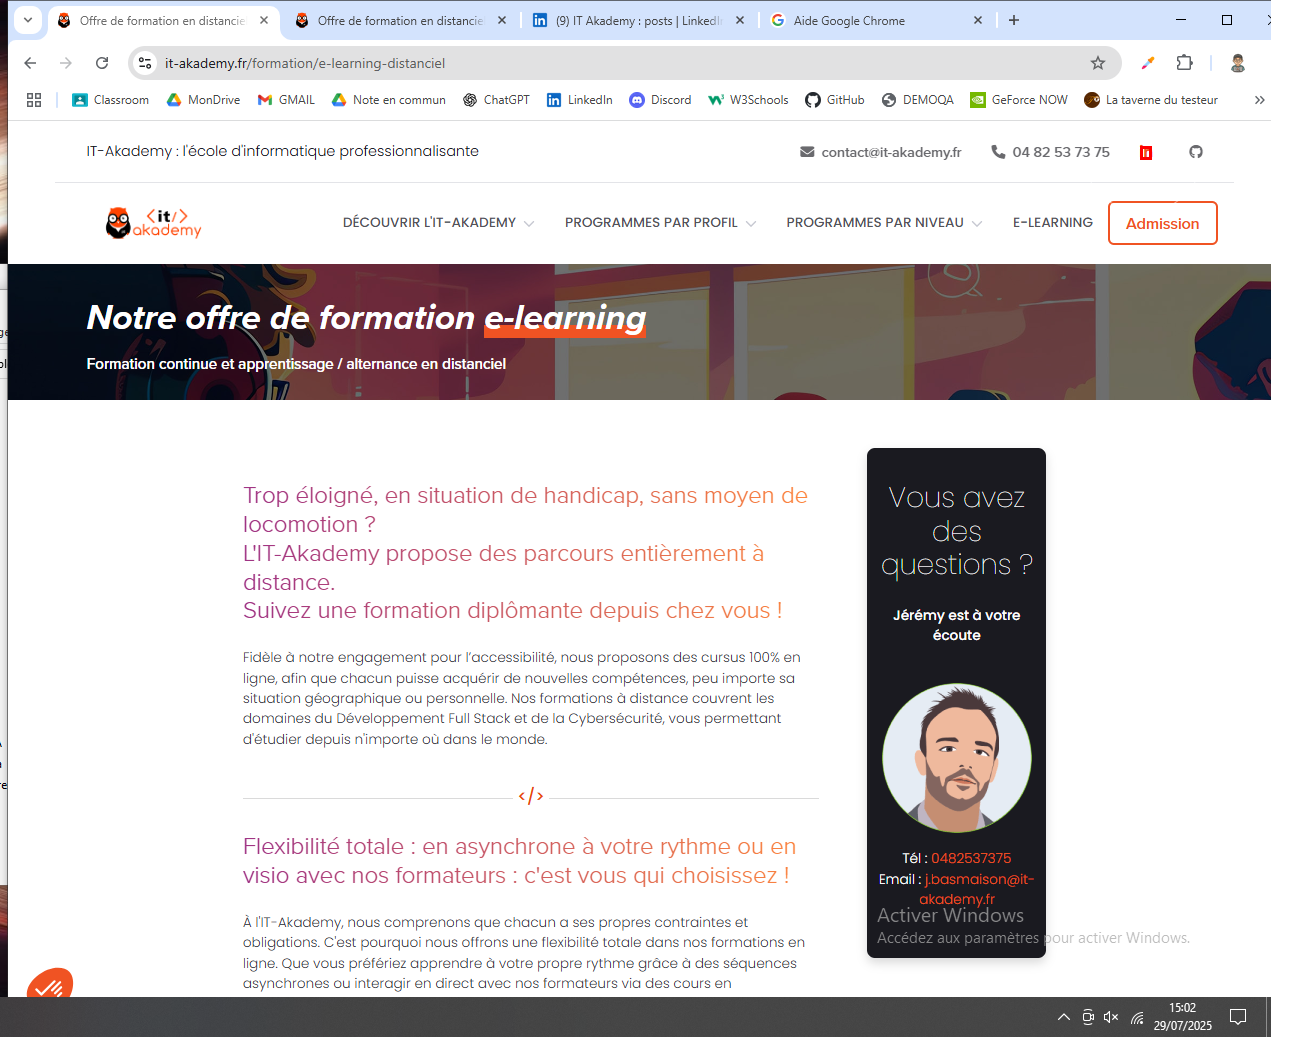 Offre de formation en distancie
Offre de formation en distancie
(9) IT Akademy : posts | LinkedI
Aide Google Chrome
it-akademy.fr/formation/e-learning-distanciel
Classroom
MonDrive
GMAIL
Note en commun
ChatGPT
LinkedIn
Discord
W3Schools
GitHub
DEMOQA
GeForce NOW
La taverne du testeur
IT-Akademy : l'école d'informatique professionnalisante
contact@it-akademy.fr
04 82 53 73 75
<it/>
akademy
DÉCOUVRIR L'IT-AKADEMY
PROGRAMMES PAR PROFIL
PROGRAMMES PAR NIVEAU
E-LEARNING
Admission
Notre offre de formation e-learning
Formation continue et apprentissage / alternance en distanciel
Trop éloigné, en situation de handicap, sans moyen de
locomotion ?
L'IT-Akademy propose des parcours entièrement à
distance.
Suivez une formation diplômante depuis chez vous !
Fidèle à notre engagement pour l’accessibilité, nous proposons des cursus 100% en
ligne, afin que chacun puisse acquérir de nouvelles compétences, peu importe sa
situation géographique ou personnelle. Nos formations à distance couvrent les
domaines du Développement Full Stack et de la Cybersécurité, vous permettant
d'étudier depuis n'importe où dans le monde.
</>
Flexibilité totale : en asynchrone à votre rythme ou en
visio avec nos formateurs : c'est vous qui choisissez !
À l'IT-Akademy, nous comprenons que chacun a ses propres contraintes et
obligations. C'est pourquoi nous offrons une flexibilité totale dans nos formations en
ligne. Que vous préfériez apprendre à votre propre rythme grâce à des séquences
asynchrones ou interagir en direct avec nos formateurs via des cours en
Vous avez
des
questions ?
Jérémy est à votre
écoute
Tél : 0482537375
Email : j.basmaison@it-
akademy.fr
Activer Windows
Accédez aux paramètres pour activer Windows.
15:02
29/07/2025